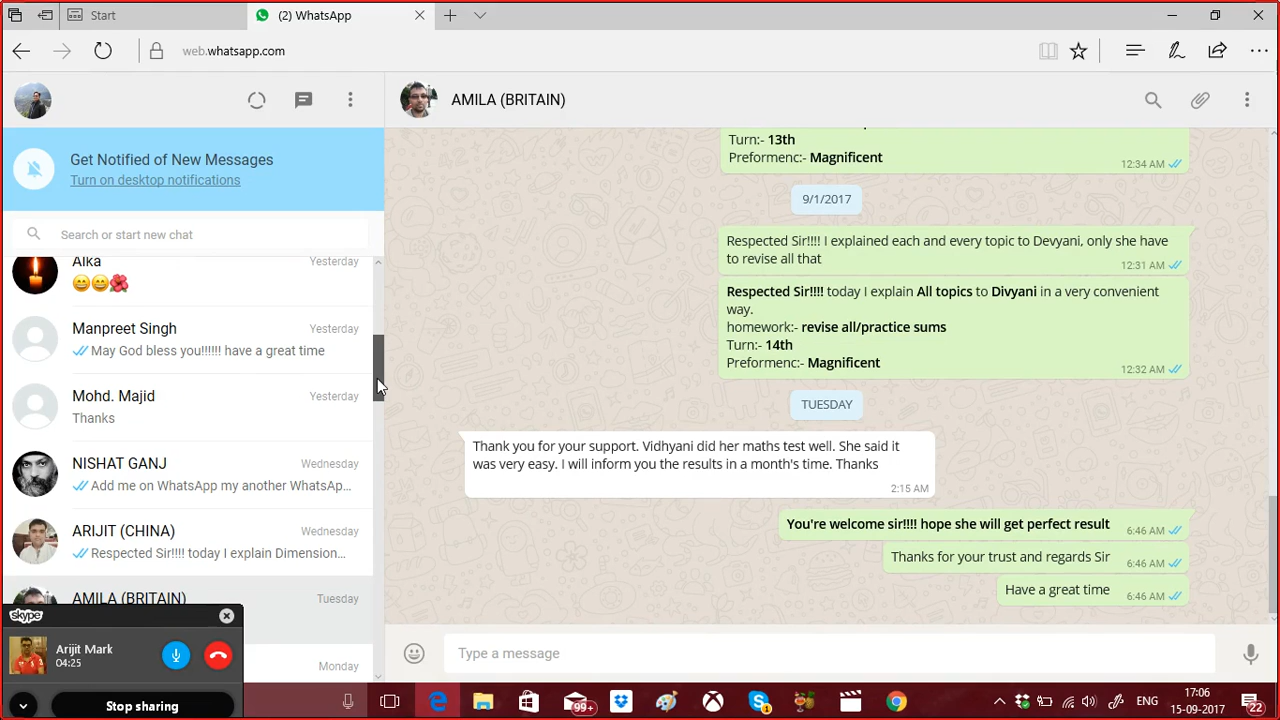 Start
(2) WhatsApp
web.whatsapp.com
AMILA (BRITAIN)
Get Notified of New Messages
Turn on desktop notifications
Search or start new chat
Alka
Yesterday
😄😄🌺
Manpreet Singh
Yesterday
May God bless you!!!!!! have a great time
Mohd. Majid
Yesterday
Thanks
NISHAT GANJ
Wednesday
Add me on WhatsApp my another WhatsAp...
ARIJIT (CHINA)
Wednesday
Respected Sir!!!! today I explain Dimension...
AMILA (BRITAIN)
Tuesday
Monday
skype
Arijit Mark
04:25
Stop sharing
Turn:- 13th
Preformenc:- Magnificent
12:34 AM
9/1/2017
Respected Sir!!!! I explained each and every topic to Devyani, only she have
to revise all that
12:31 AM
Respected Sir!!!! today I explain All topics to Divyani in a very convenient
way.
homework:- revise all/practice sums
Turn:- 14th
Preformenc:- Magnificent
12:32 AM
TUESDAY
Thank you for your support. Vidhyani did her maths test well. She said it
was very easy. I will inform you the results in a month's time. Thanks
2:15 AM
You're welcome sir!!!! hope she will get perfect result
6:46 AM
Thanks for your trust and regards Sir
6:46 AM
Have a great time
6:46 AM
Type a message
99+
1
ENG
17:06
15-09-2017
22